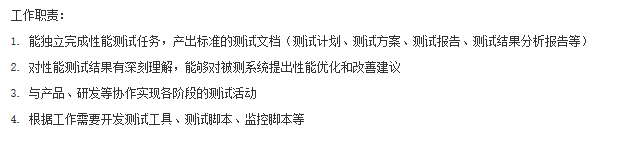 工作职责：
1. 能独立完成性能测试任务，产出标准的测试文档（测试计划、测试方案、测试报告、测试结果分析报告等）
2. 对性能测试结果有深刻理解，能够对被测系统提出性能优化和改善建议
3. 与产品、研发等协作实现各阶段的测试活动
4. 根据工作需要开发测试工具、测试脚本、监控脚本等